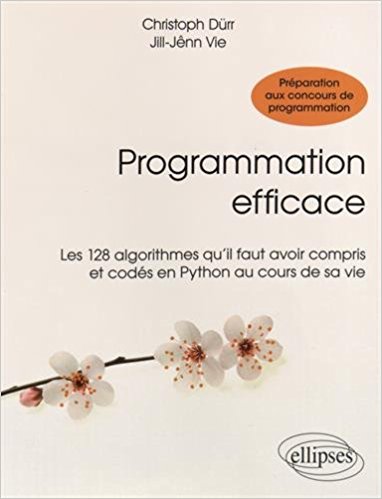 Christoph Dürr
Jill-Jênn Vie
Préparation
aux concours de
programmation
Programmation
efficace
Les 128 algorithmes qu'il faut avoir compris
et codés en Python au cours de sa vie
ellipses